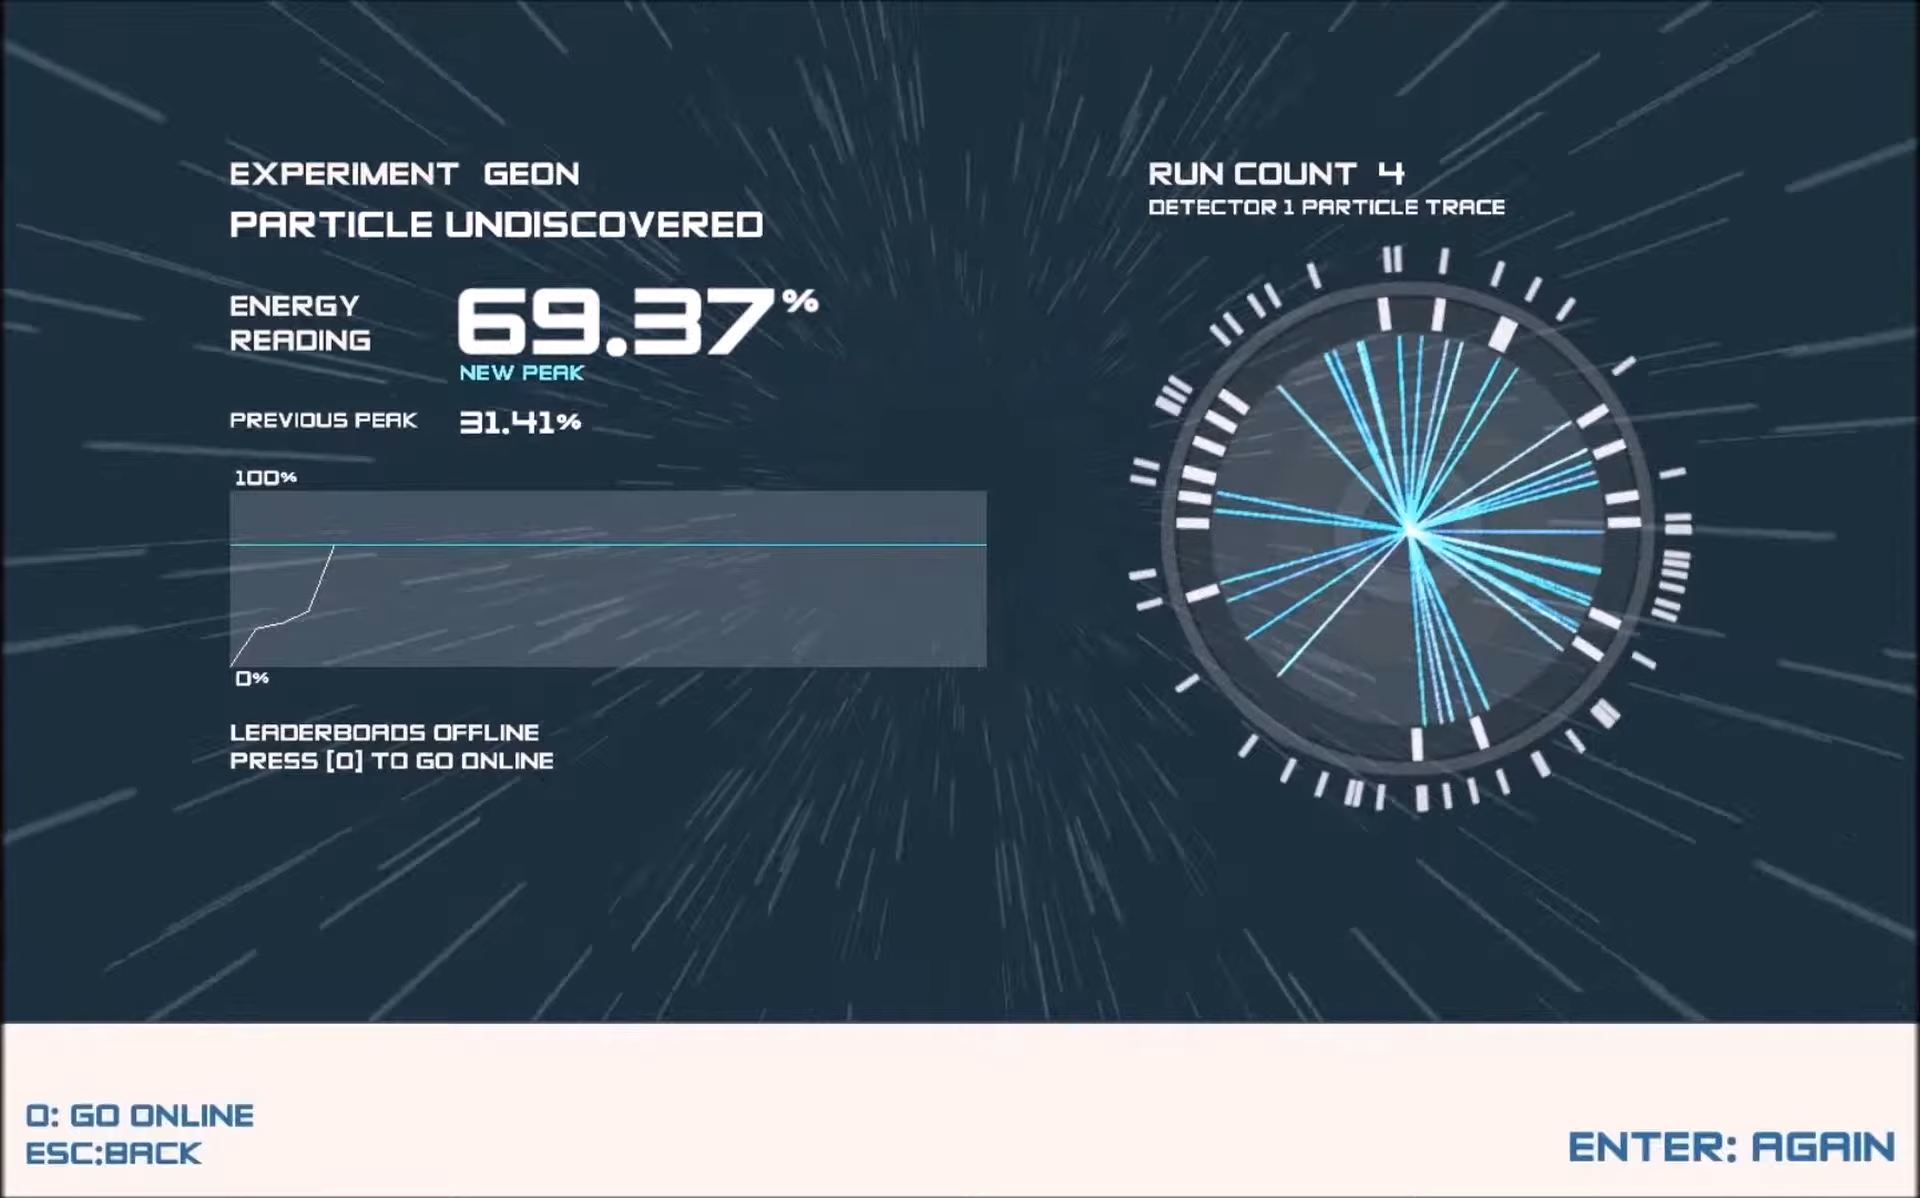 EXPERIMENT GEON
PARTICLE UNDISCOVERED
ENERGY
READING
69.37%
NEW PEAK
PREVIOUS PEAK 31.41%
100%
0%
LEADERBOARDS OFFLINE
PRESS [O] TO GO ONLINE
RUN COUNT 4
DETECTOR 1 PARTICLE TRACE
O: GO ONLINE
ESC:BACK
ENTER: AGAIN